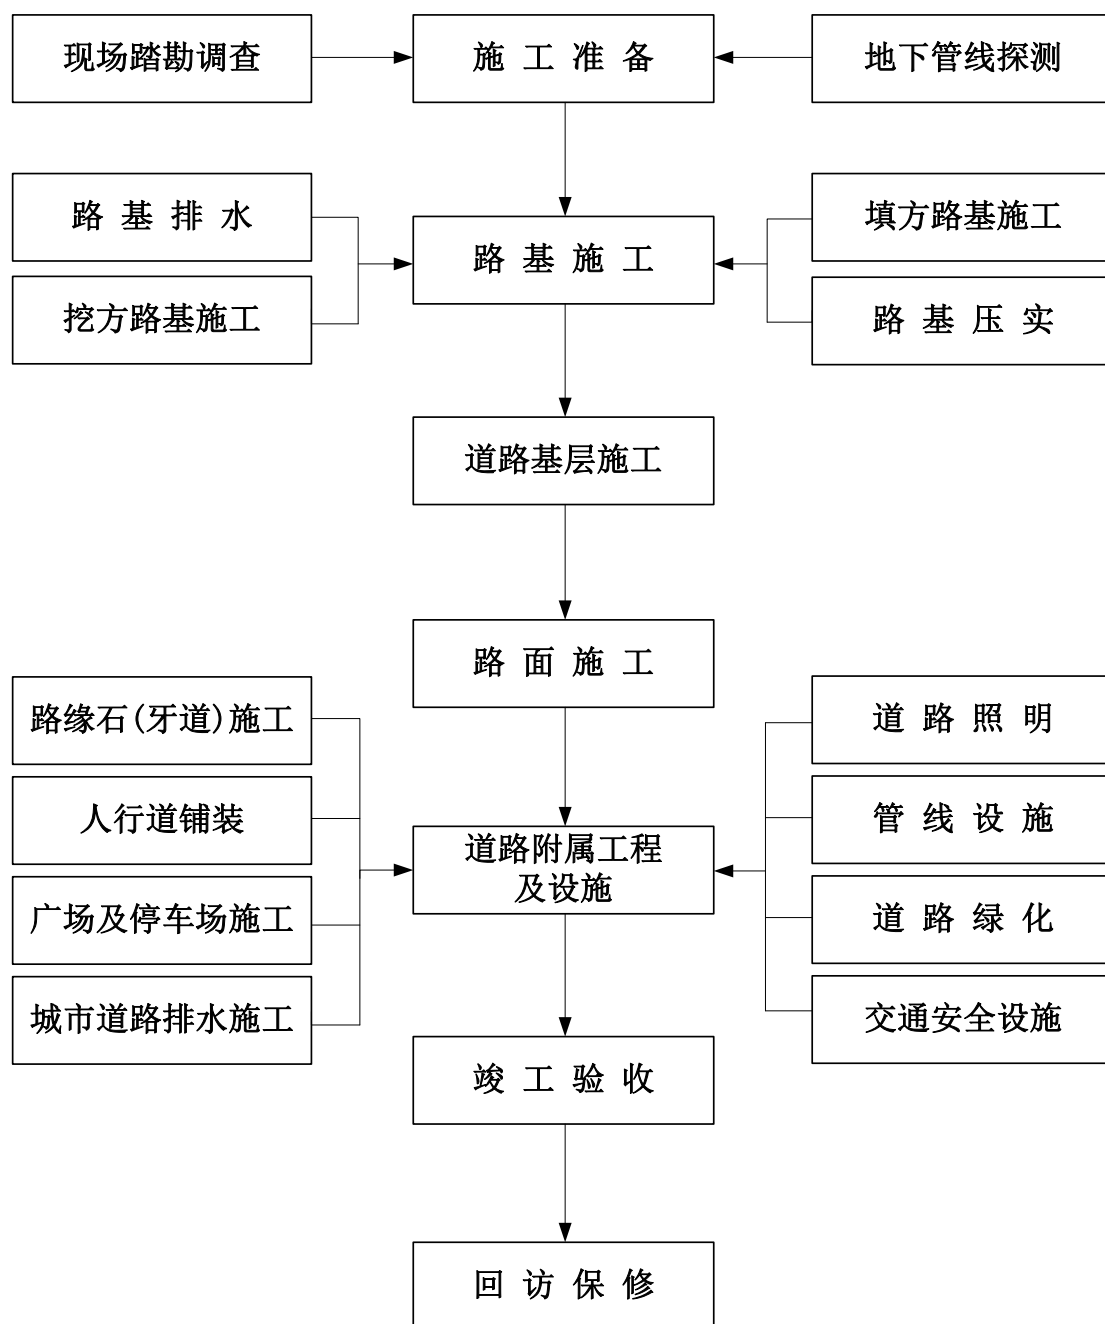 现场踏勘调查
施工准备
地下管线探测
路基排水
填方路基施工
路基施工
挖方路基施工
路基压实
道路基层施工
路面施工
路缘石(牙道)施工
道路照明
人行道铺装
管线设施
道路附属工程
及设施
广场及停车场施工
道路绿化
城市道路排水施工
交通安全设施
竣工验收
回访保修